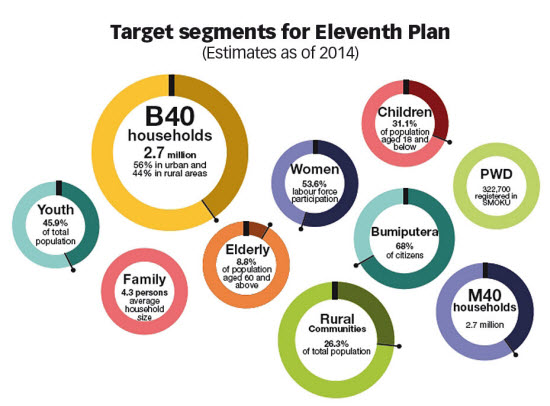 Target segments for Eleventh Plan
(Estimates as of 2014)
B40
households
2.7 million
56% in urban and
44% in rural areas
Children
31.1%
of population
aged 18 and
below
Women
53.6%
labour force
participation
PWD
322,700
registered in
SMOKU
Youth
45.9%
of total
population
Elderly
8.6%
of population
aged 60 and
above
Bumiputera
68%
of citizens
Family
4.3 persons
average
household
size
Rural
Communities
26.3%
of total population
M40
households
2.7 million